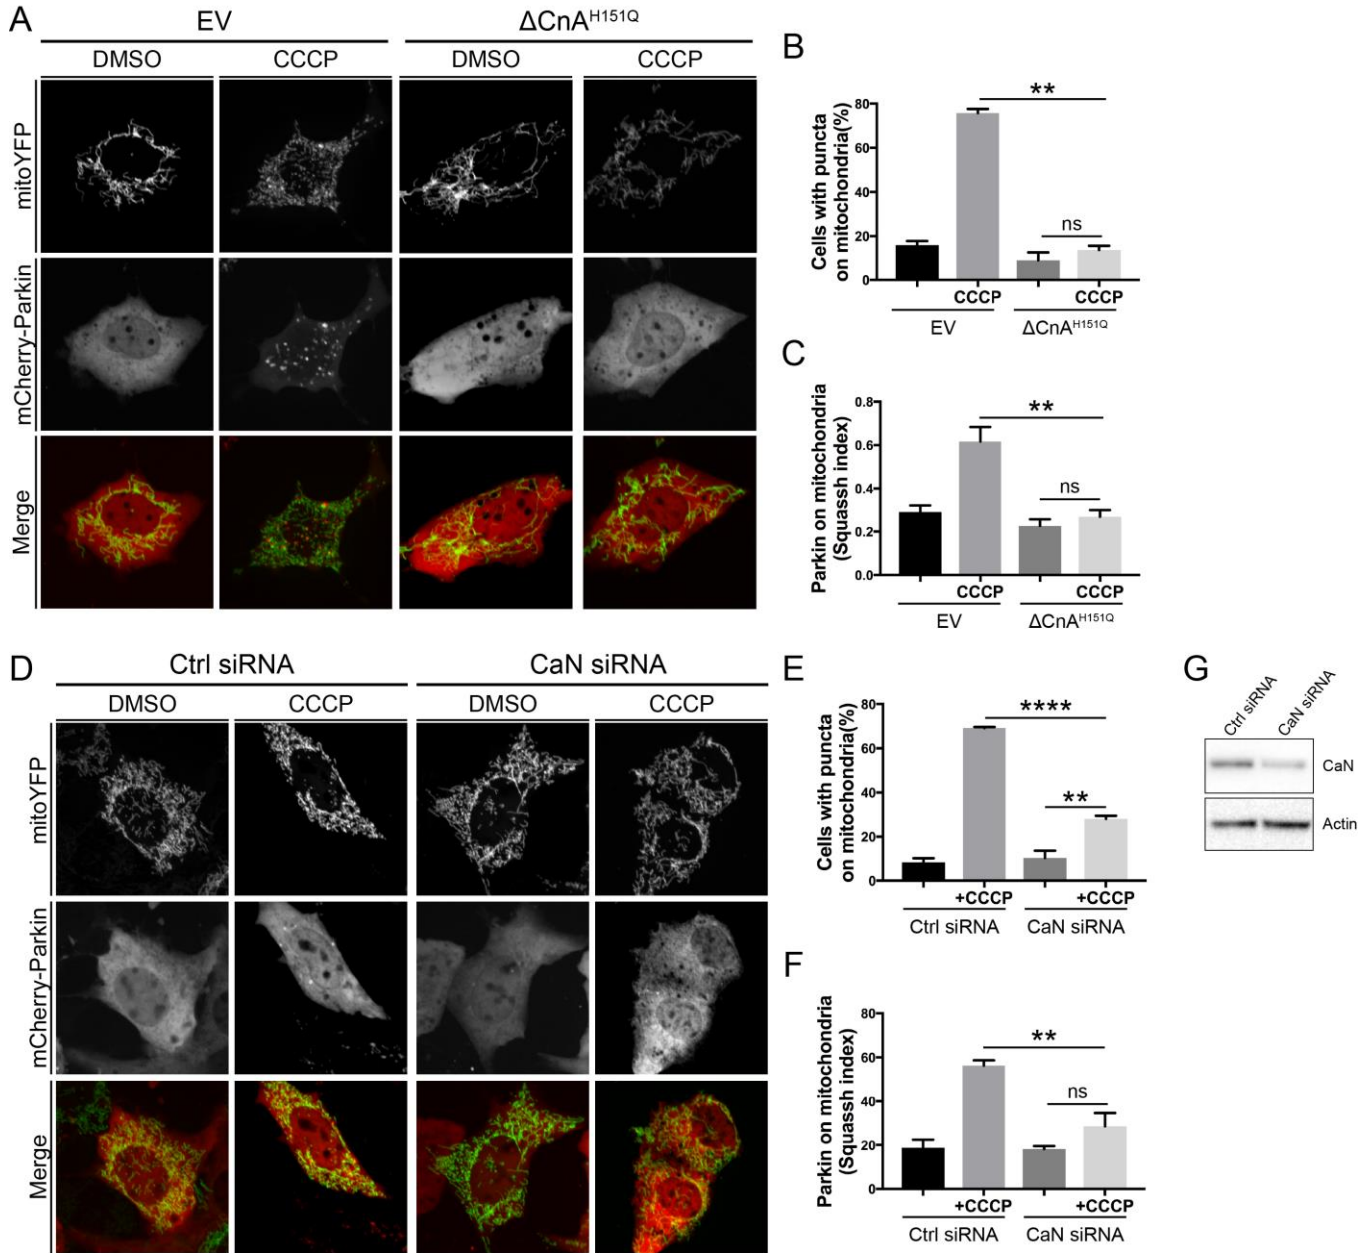 A
EV
ΔCnA^H151Q
DMSO
CCCP
DMSO
CCCP
mitoYFP
mCherry-Parkin
Merge
B
Cells with puncta
on mitochondria(%)
80
60
40
20
0
**
ns
CCCP
CCCP
EV
ΔCnA^H151Q
C
Parkin on mitochondria
(Squassh index)
0.8
0.6
0.4
0.2
0.0
**
ns
CCCP
CCCP
EV
ΔCnA^H151Q
D
Ctrl siRNA
CaN siRNA
DMSO
CCCP
DMSO
CCCP
mitoYFP
mCherry-Parkin
Merge
E
Cells with puncta
on mitochondria(%)
80
60
40
20
0
****
**
+CCCP
+CCCP
Ctrl siRNA
CaN siRNA
F
Parkin on mitochondria
(Squassh index)
80
60
40
20
0
**
ns
+CCCP
+CCCP
Ctrl siRNA
CaN siRNA
G
Ctrl siRNA
CaN siRNA
CaN
Actin